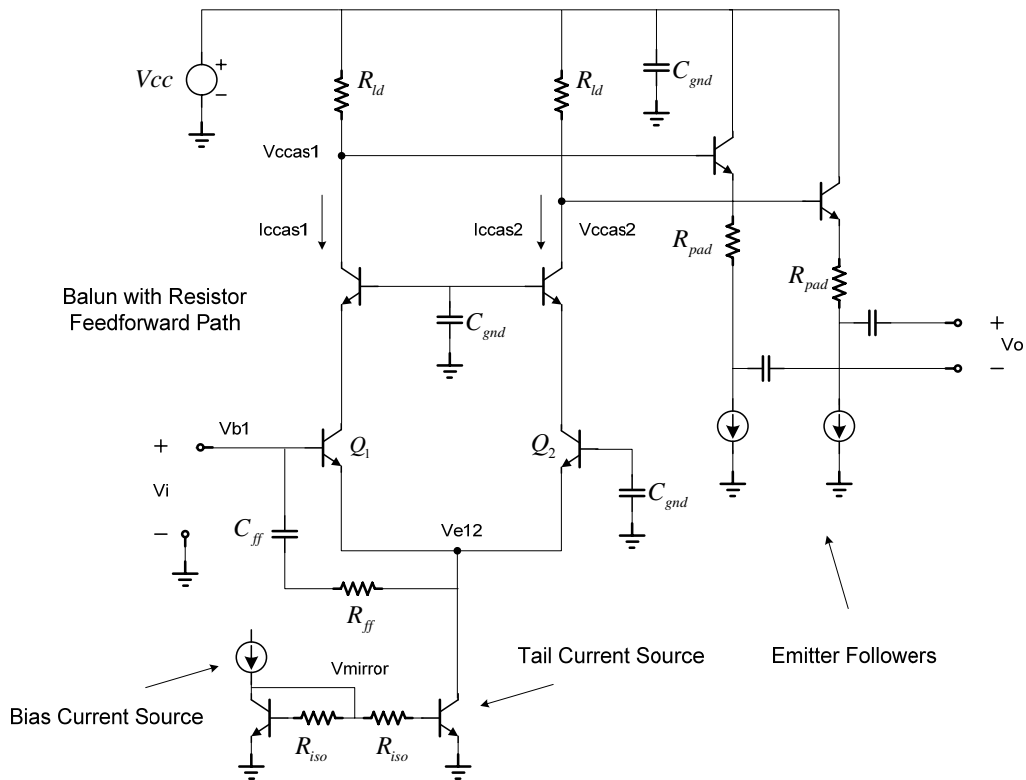 Vcc
+
−
R_ld
R_ld
C_gnd
Vccas1
Iccas1
Iccas2
Vccas2
R_pad
R_pad
Balun with Resistor
Feedforward Path
C_gnd
+
Vo
−
Vb1
+
Q_1
Q_2
Vi
C_gnd
−
C_ff
Ve12
R_ff
Tail Current Source
Emitter Followers
Vmirror
Bias Current Source
R_iso
R_iso